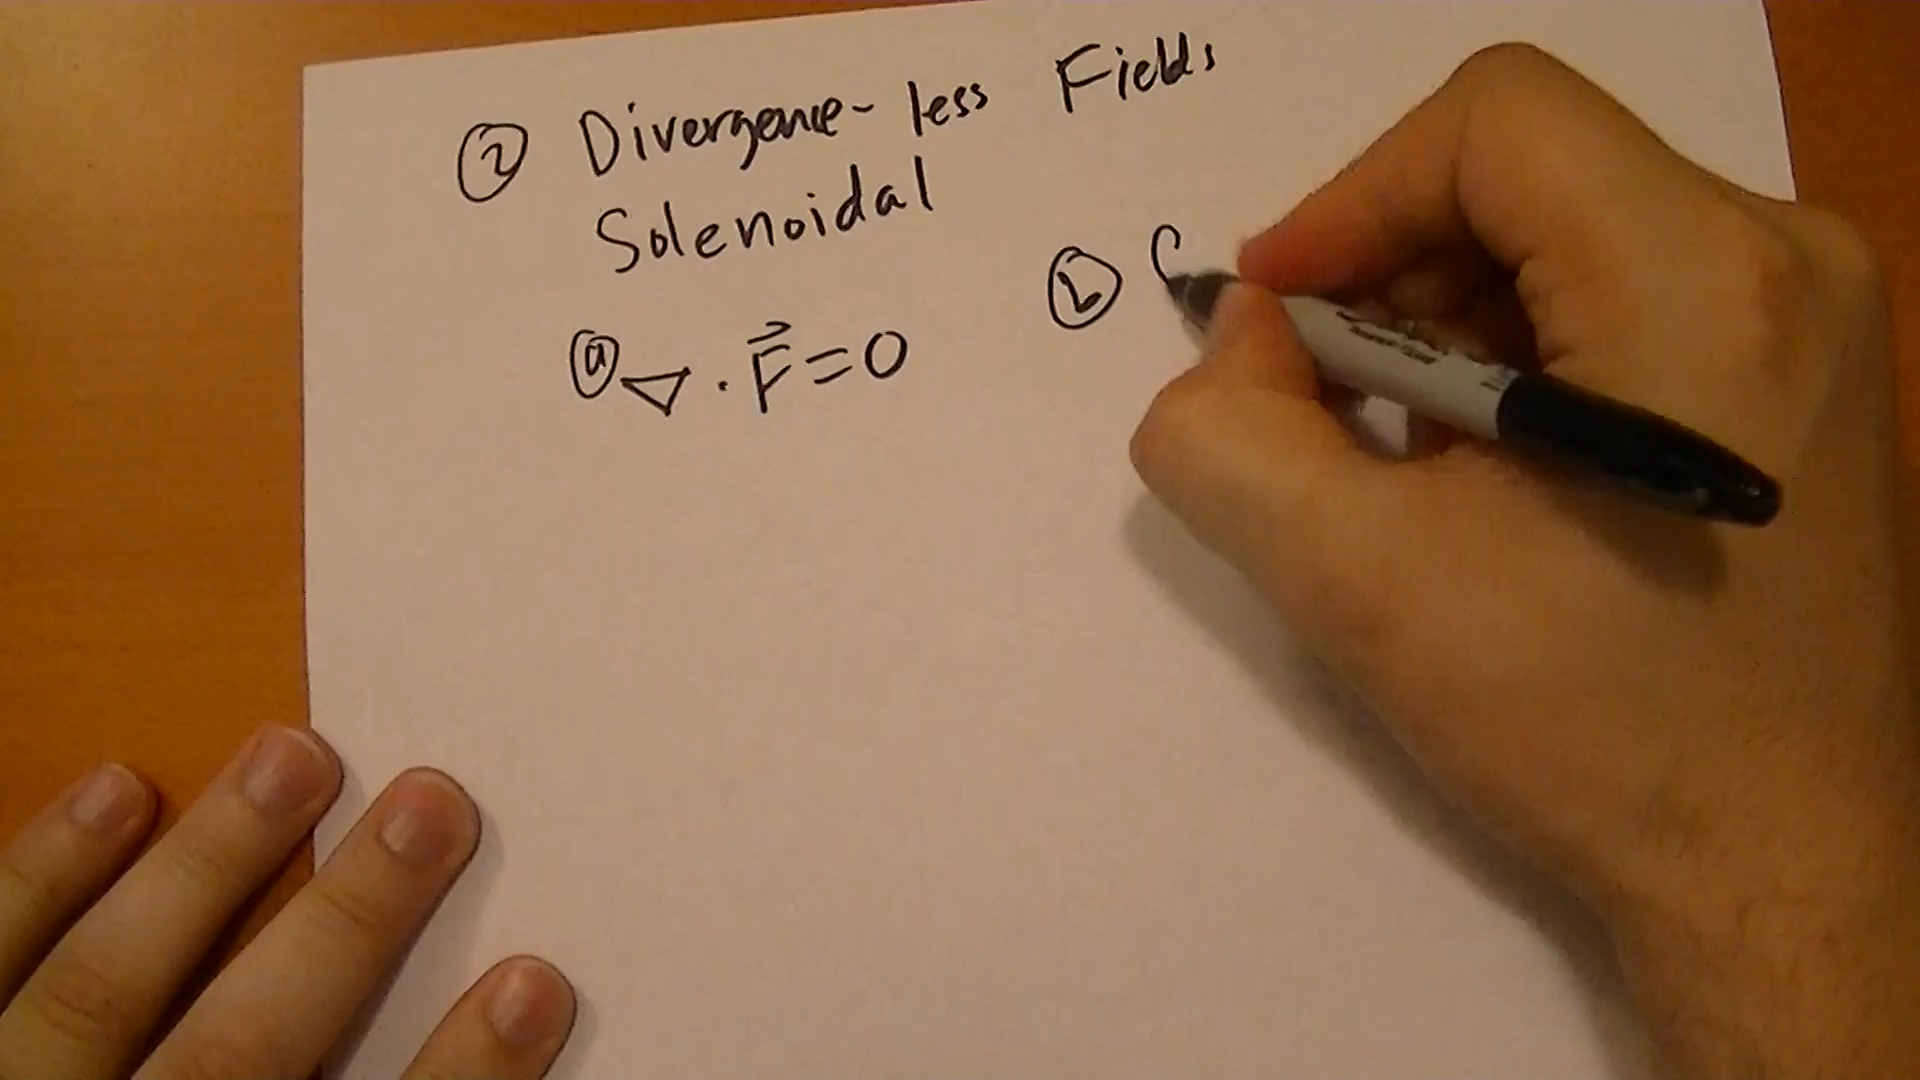 ② Divergence-less Fields
Solenoidal
ⓐ ∇ · F⃗ = 0
ⓑ ∫